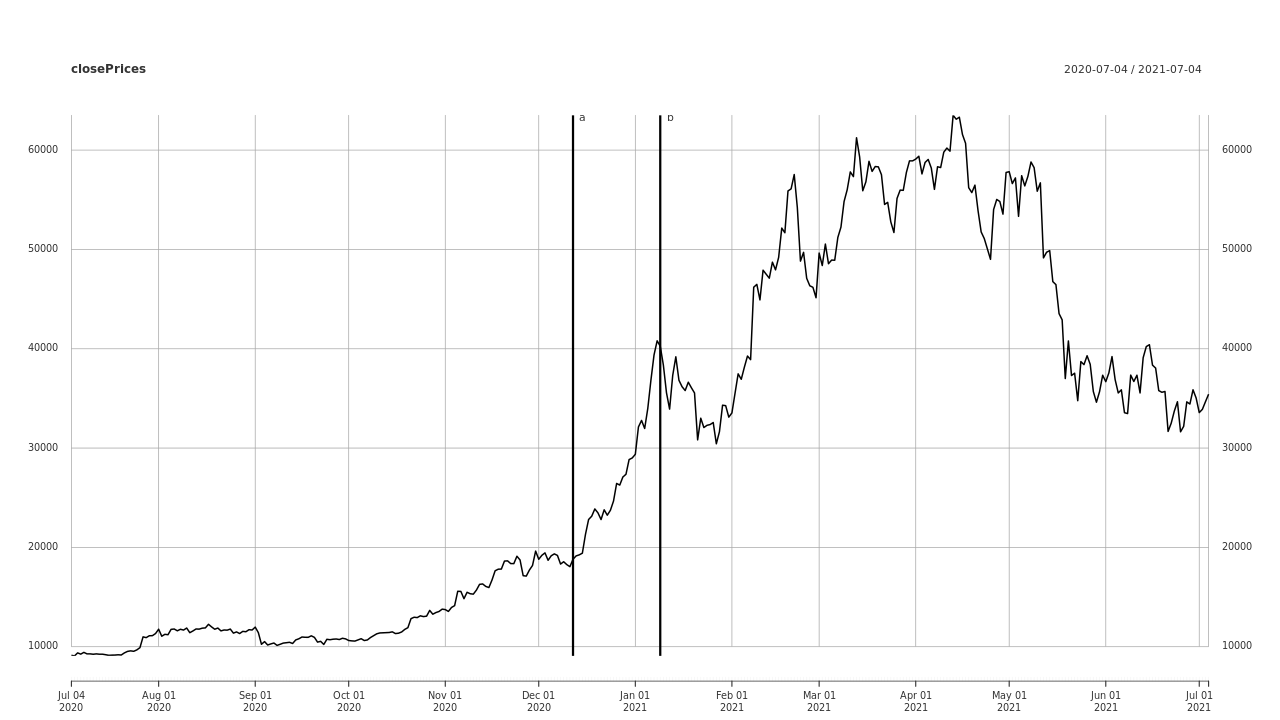 closePrices
2020-07-04 / 2021-07-04
a
b
60000
60000
50000
50000
40000
40000
30000
30000
20000
20000
10000
10000
Jul 04
2020
Aug 01
2020
Sep 01
2020
Oct 01
2020
Nov 01
2020
Dec 01
2020
Jan 01
2021
Feb 01
2021
Mar 01
2021
Apr 01
2021
May 01
2021
Jun 01
2021
Jul 01
2021